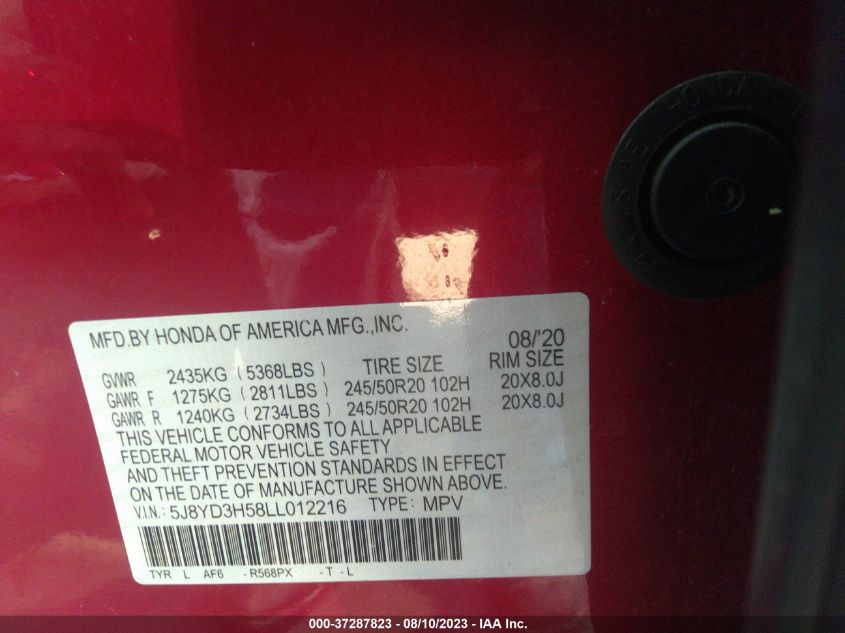 HONDA
MFD.BY HONDA OF AMERICA MFG.,INC. 08/'20
GVWR 2435KG (5368LBS) TIRE SIZE RIM SIZE
GAWR F 1275KG (2811LBS) 245/50R20 102H 20X8.0J
GAWR R 1240KG (2734LBS) 245/50R20 102H 20X8.0J
THIS VEHICLE CONFORMS TO ALL APPLICABLE
FEDERAL MOTOR VEHICLE SAFETY
AND THEFT PREVENTION STANDARDS IN EFFECT
ON THE DATE OF MANUFACTURE SHOWN ABOVE.
V.I.N.: 5J8YD3H58LL012216 TYPE: MPV
TYR L AF6 -R568PX -T -L
000-37287823 - 08/10/2023 - IAA Inc.